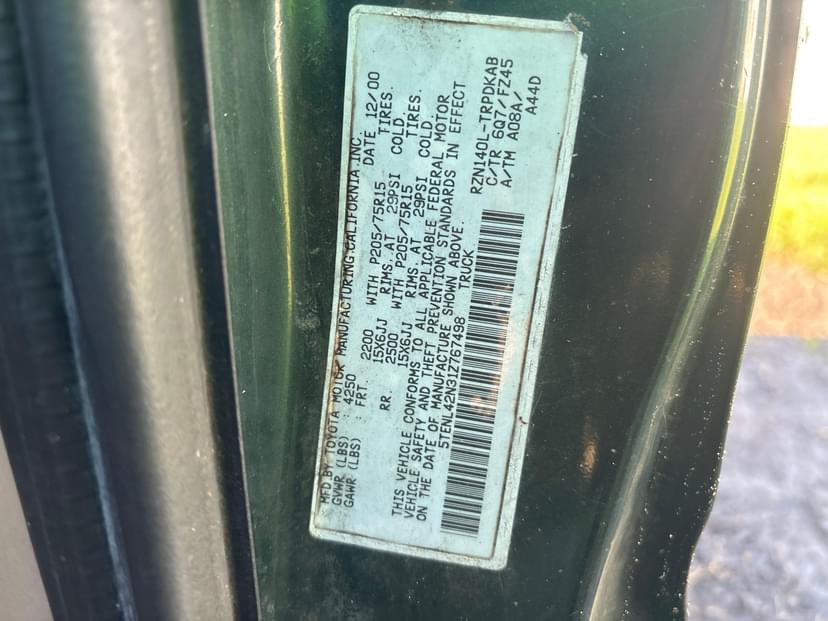 MFD.BY TOYOTA MOTOR MANUFACTURING.CALIFORNIA.INC.
GVWR (LBS) : 4250 DATE 12/00
GAWR (LBS) : FRT. 2200 WITH P205/75R15 TIRES.
15X6JJ RIMS. AT 29PSI COLD.
RR. 2500 WITH P205/75R15 TIRES.
15X6JJ RIMS. AT 29PSI COLD.
THIS VEHICLE CONFORMS TO ALL APPLICABLE FEDERAL MOTOR
VEHICLE SAFETY AND THEFT PREVENTION STANDARDS IN EFFECT
ON THE DATE OF MANUFACTURE SHOWN ABOVE.
5TENL42N31Z767498 TRUCK
RZN140L-TRPDKAB
C/TR 6Q7/FZ45
A/TM A08A/
A44D